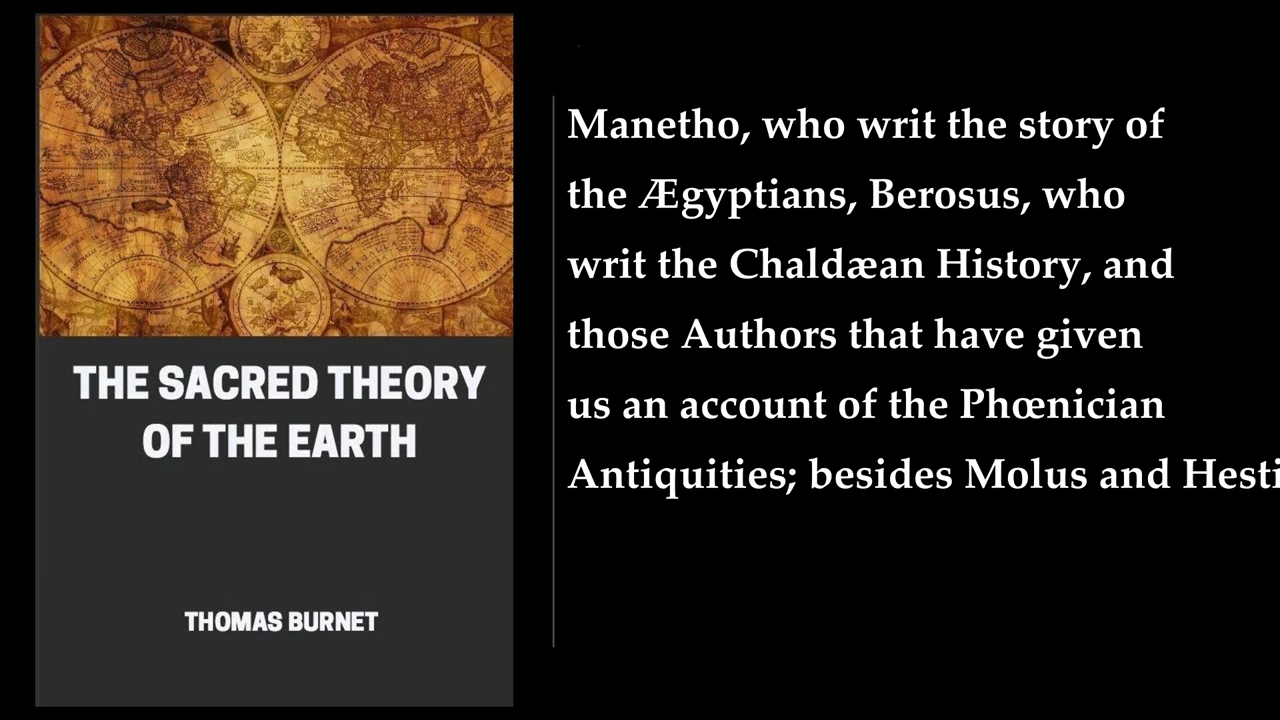 THE SACRED THEORY
OF THE EARTH
THOMAS BURNET
Manetho, who writ the story of
the Ægyptians, Berosus, who
writ the Chaldæan History, and
those Authors that have given
us an account of the Phœnician
Antiquities; besides Molus and Hesti